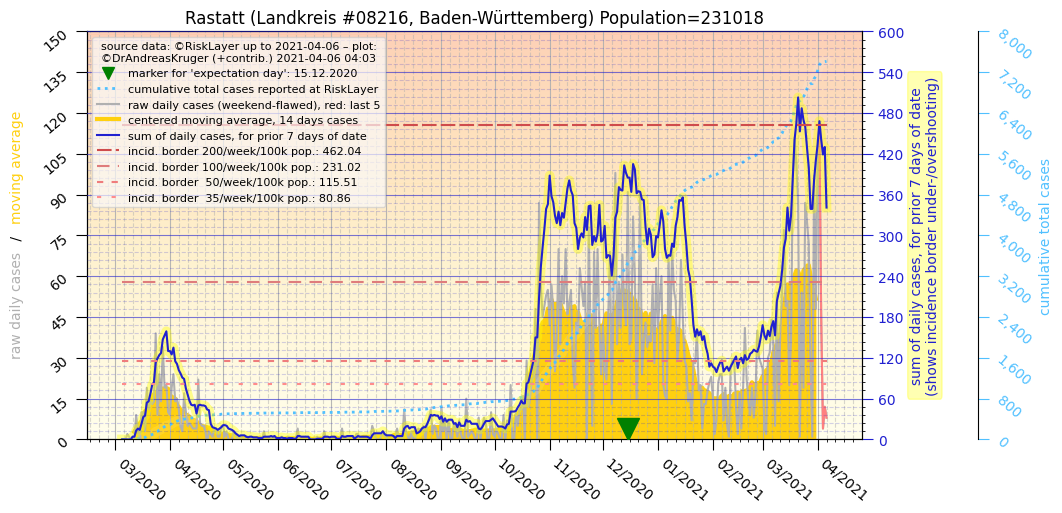 Rastatt (Landkreis #08216, Baden-Württemberg) Population=231018
source data: ©RiskLayer up to 2021-04-06 – plot:
©DrAndreasKruger (+contrib.) 2021-04-06 04:03
marker for 'expectation day': 15.12.2020
cumulative total cases reported at RiskLayer
raw daily cases (weekend-flawed), red: last 5
centered moving average, 14 days cases
sum of daily cases, for prior 7 days of date
incid. border 200/week/100k pop.: 462.04
incid. border 100/week/100k pop.: 231.02
incid. border  50/week/100k pop.: 115.51
incid. border  35/week/100k pop.: 80.86
raw daily cases / moving average
150
135
120
105
90
75
60
45
30
15
0
03/2020
04/2020
05/2020
06/2020
07/2020
08/2020
09/2020
10/2020
11/2020
12/2020
01/2021
02/2021
03/2021
04/2021
600
540
480
420
360
300
240
180
120
60
0
sum of daily cases, for prior 7 days of date
(shows incidence border under-/overshooting)
8,000
7,200
6,400
5,600
4,800
4,000
3,200
2,400
1,600
800
0
cumulative total cases